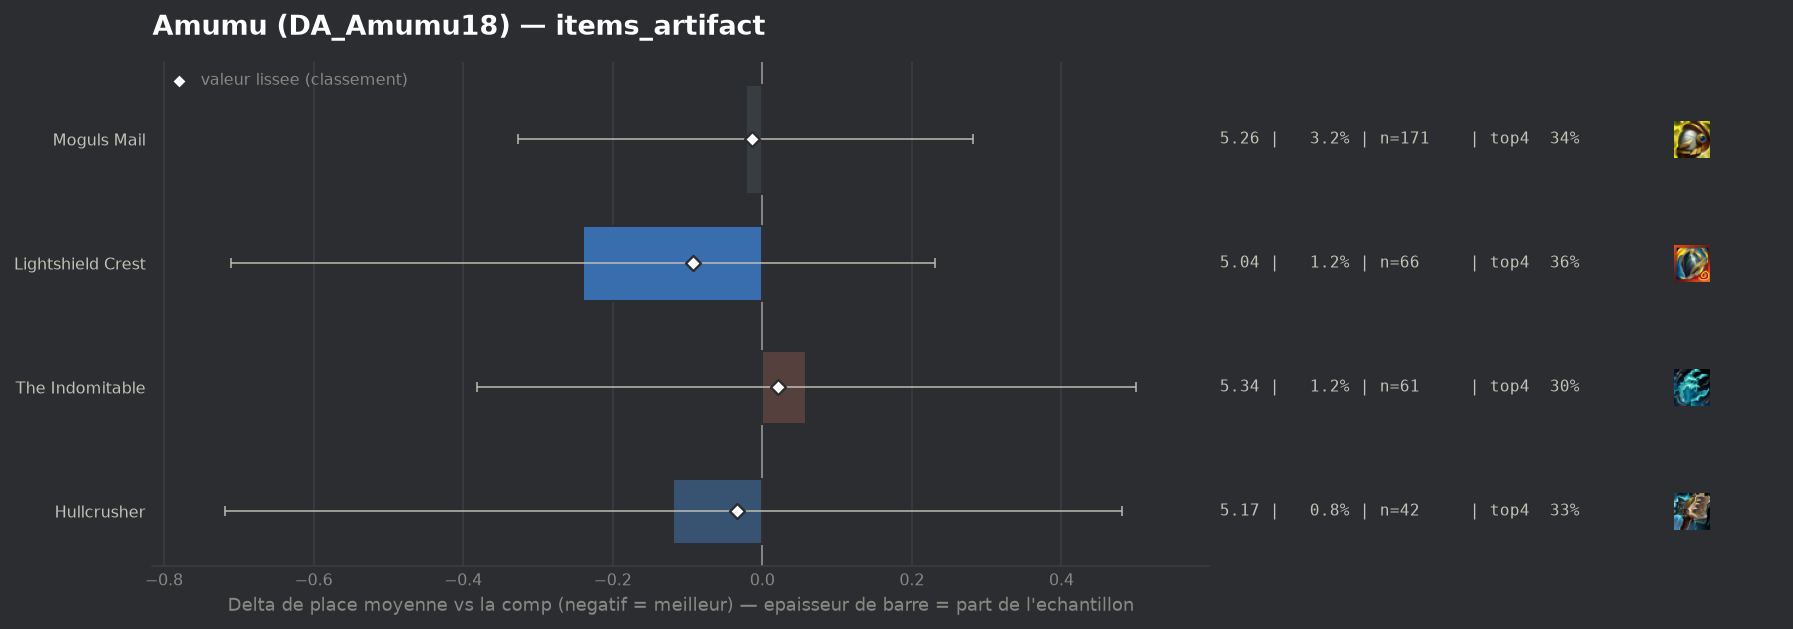 Amumu (DA_Amumu18) — items_artifact
valeur lissee (classement)
Moguls Mail
5.26 | 3.2% | n=171 | top4 34%
Lightshield Crest
5.04 | 1.2% | n=66 | top4 36%
The Indomitable
5.34 | 1.2% | n=61 | top4 30%
Hullcrusher
5.17 | 0.8% | n=42 | top4 33%
−0.8 −0.6 −0.4 −0.2 0.0 0.2 0.4
Delta de place moyenne vs la comp (negatif = meilleur) — epaisseur de barre = part de l'echantillon